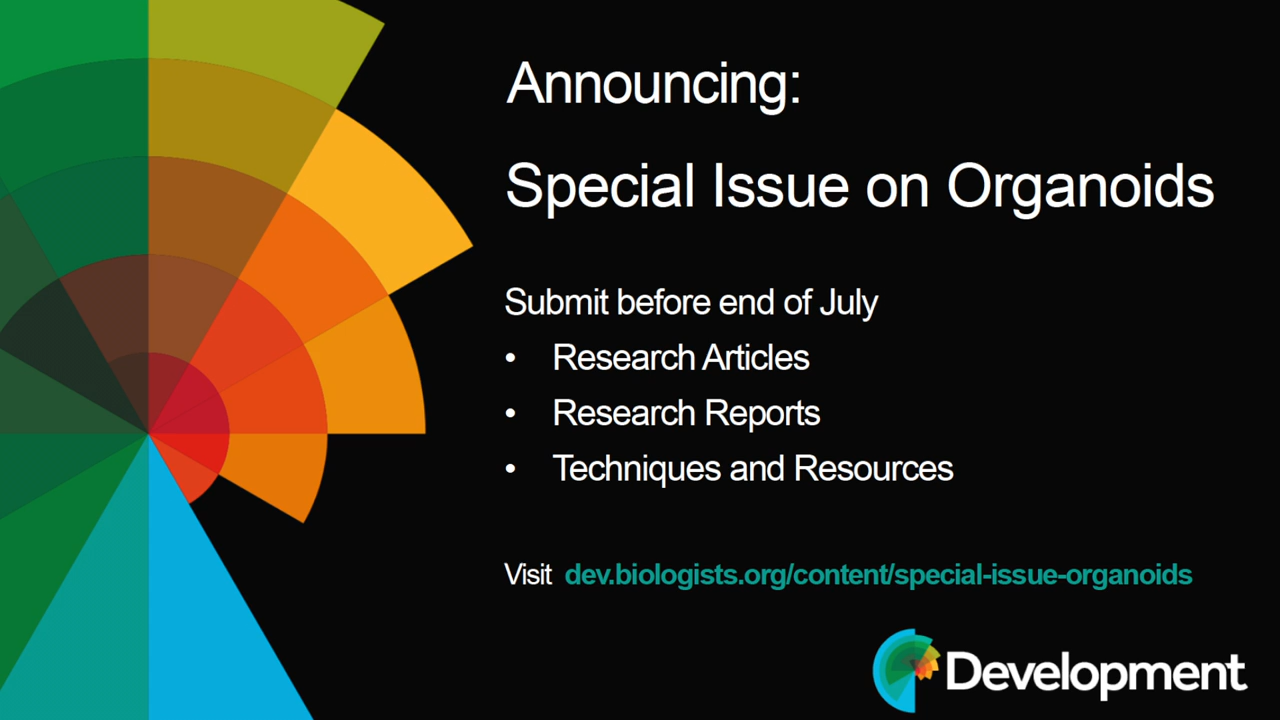 Announcing:
Special Issue on Organoids
Submit before end of July
• Research Articles
• Research Reports
• Techniques and Resources
Visit dev.biologists.org/content/special-issue-organoids
Development